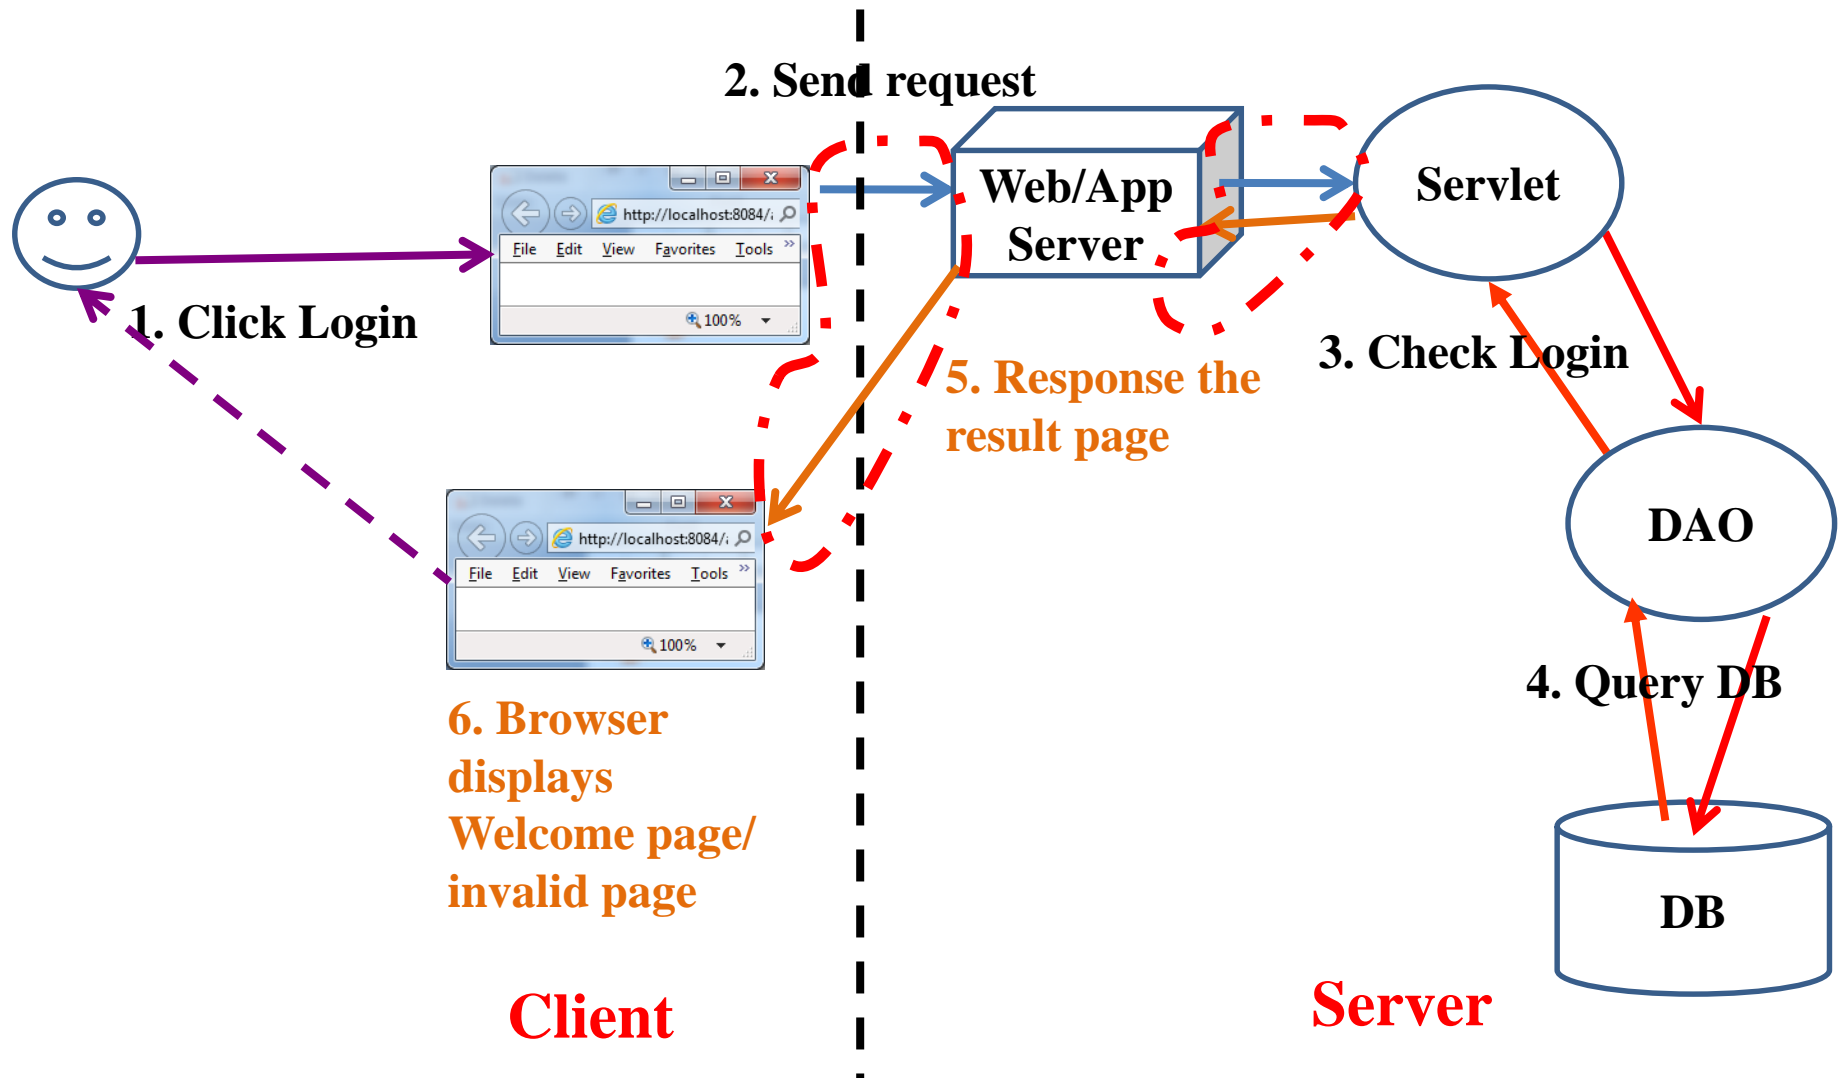 2. Send request
http://localhost:8084/
File Edit View Favorites Tools »
100%
Web/App
Server
Servlet
1. Click Login
3. Check Login
5. Response the
result page
http://localhost:8084/
File Edit View Favorites Tools »
100%
DAO
4. Query DB
6. Browser
displays
Welcome page/
invalid page
DB
Client
Server